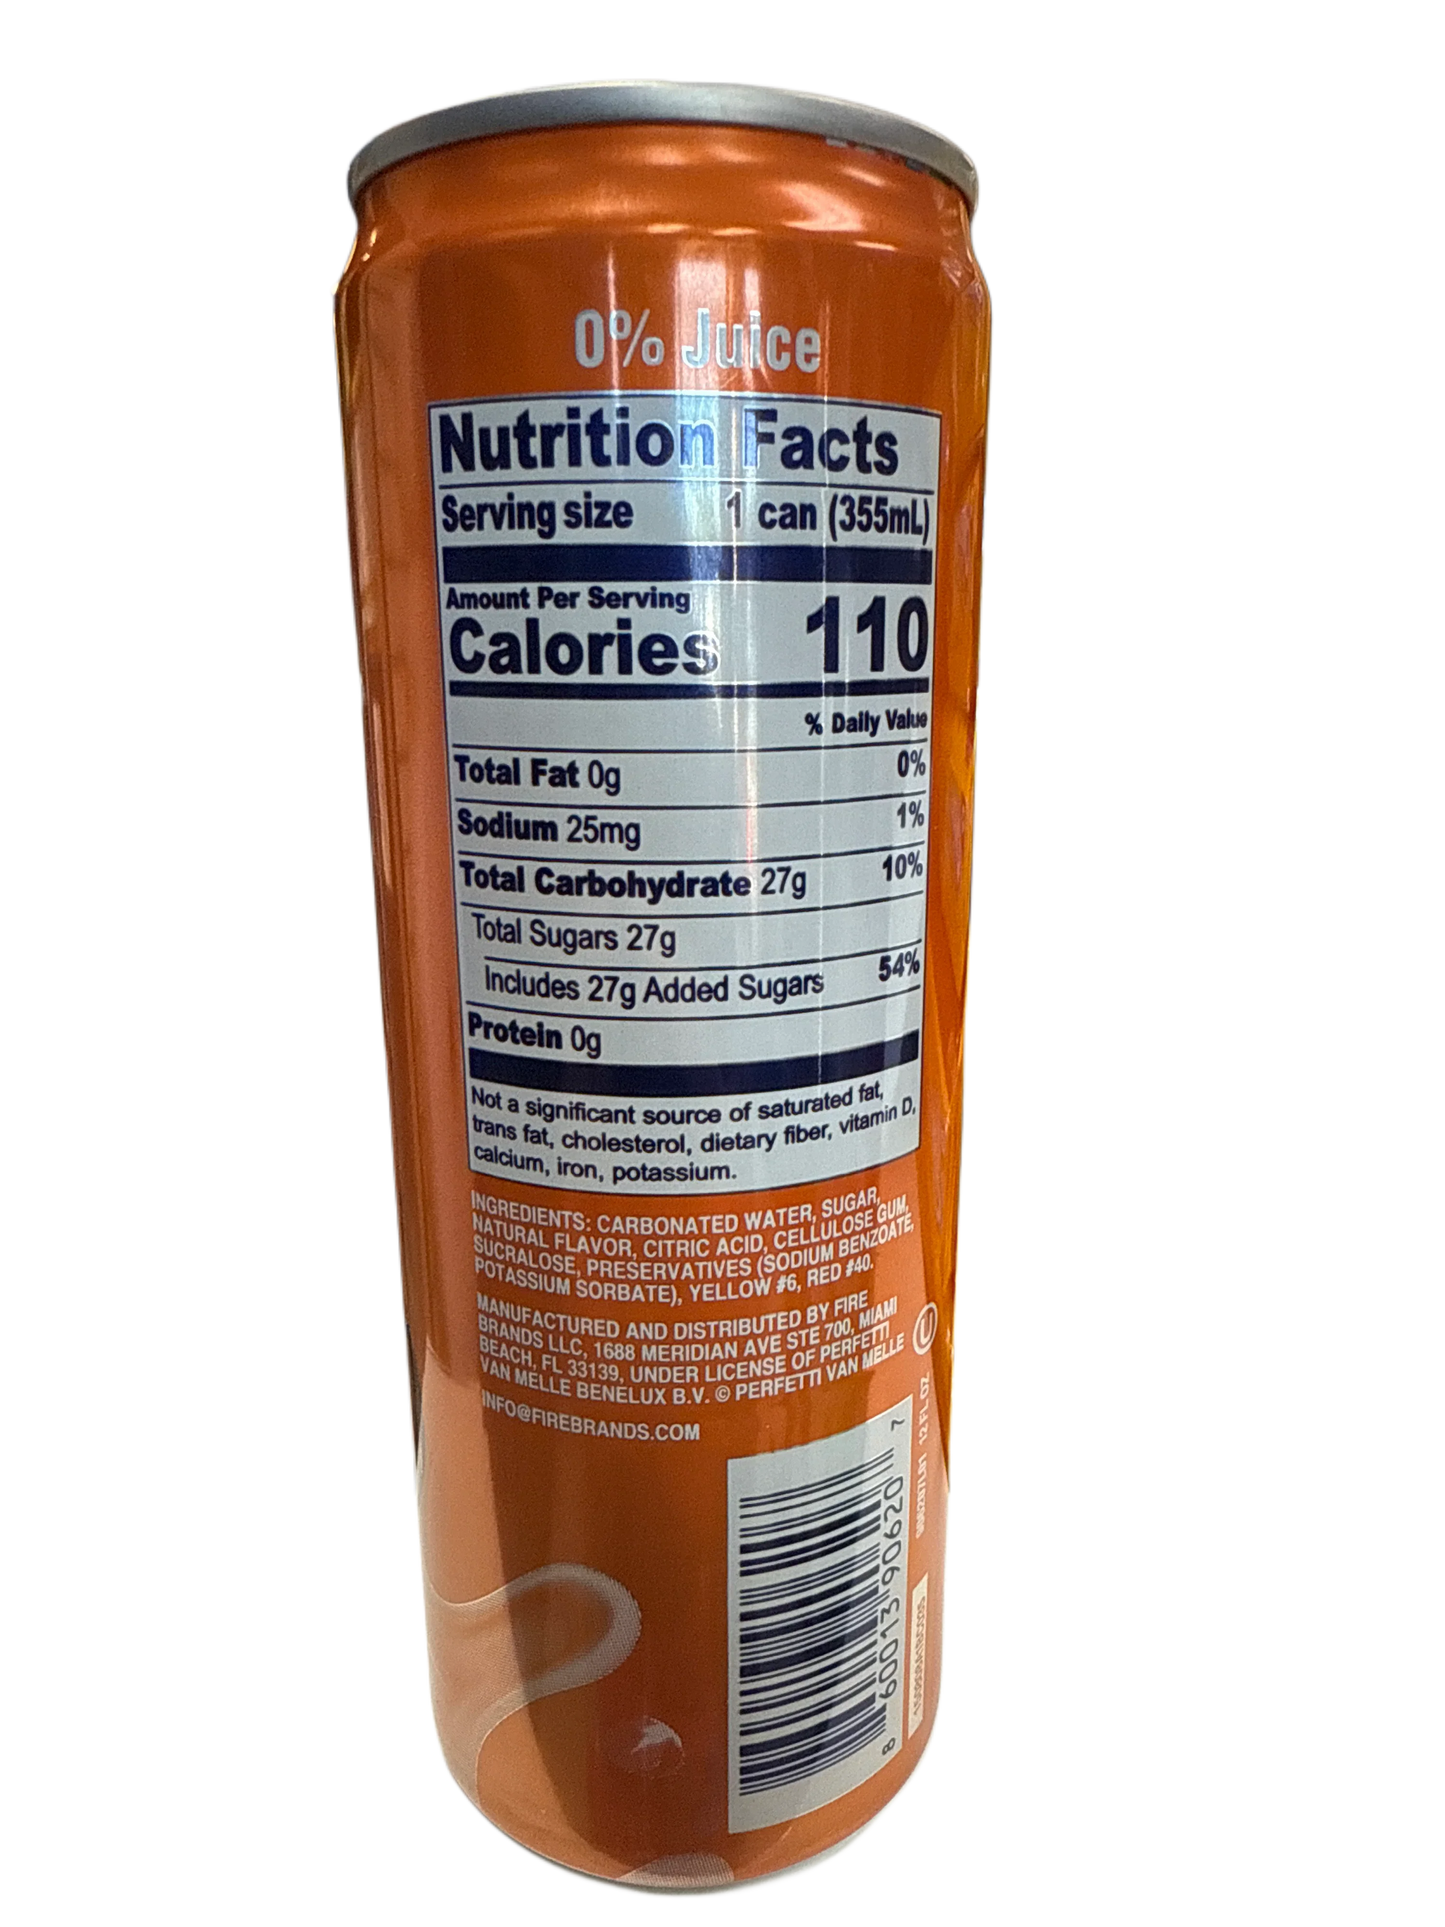 0% Juice
Nutrition Facts
Serving size 1 can (355mL)
Amount Per Serving
Calories 110
% Daily Value
Total Fat 0g 0%
Sodium 25mg 1%
Total Carbohydrate 27g 10%
Total Sugars 27g
Includes 27g Added Sugars 54%
Protein 0g
Not a significant source of saturated fat,
trans fat, cholesterol, dietary fiber, vitamin D,
calcium, iron, potassium.
INGREDIENTS: CARBONATED WATER, SUGAR,
NATURAL FLAVOR, CITRIC ACID, CELLULOSE GUM,
SUCRALOSE, PRESERVATIVES (SODIUM BENZOATE,
POTASSIUM SORBATE), YELLOW #6, RED #40.
MANUFACTURED AND DISTRIBUTED BY FIRE
BRANDS LLC, 1688 MERIDIAN AVE STE 700, MIAMI
BEACH, FL 33139, UNDER LICENSE OF PERFETTI
VAN MELLE BENELUX B.V. © PERFETTI VAN MELLE
INFO@FIREBRANDS.COM
U
12 FL OZ
8 60013 90620 7